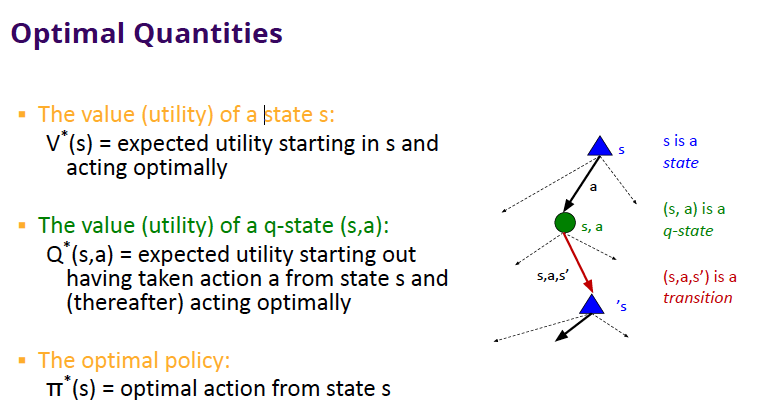 Optimal Quantities
▪ The value (utility) of a state s:
V*(s) = expected utility starting in s and
acting optimally
▪ The value (utility) of a q-state (s,a):
Q*(s,a) = expected utility starting out
having taken action a from state s and
(thereafter) acting optimally
▪ The optimal policy:
π*(s) = optimal action from state s
s
s is a
state
a
s, a
(s, a) is a
q-state
s,a,s’
(s,a,s’) is a
transition
’s